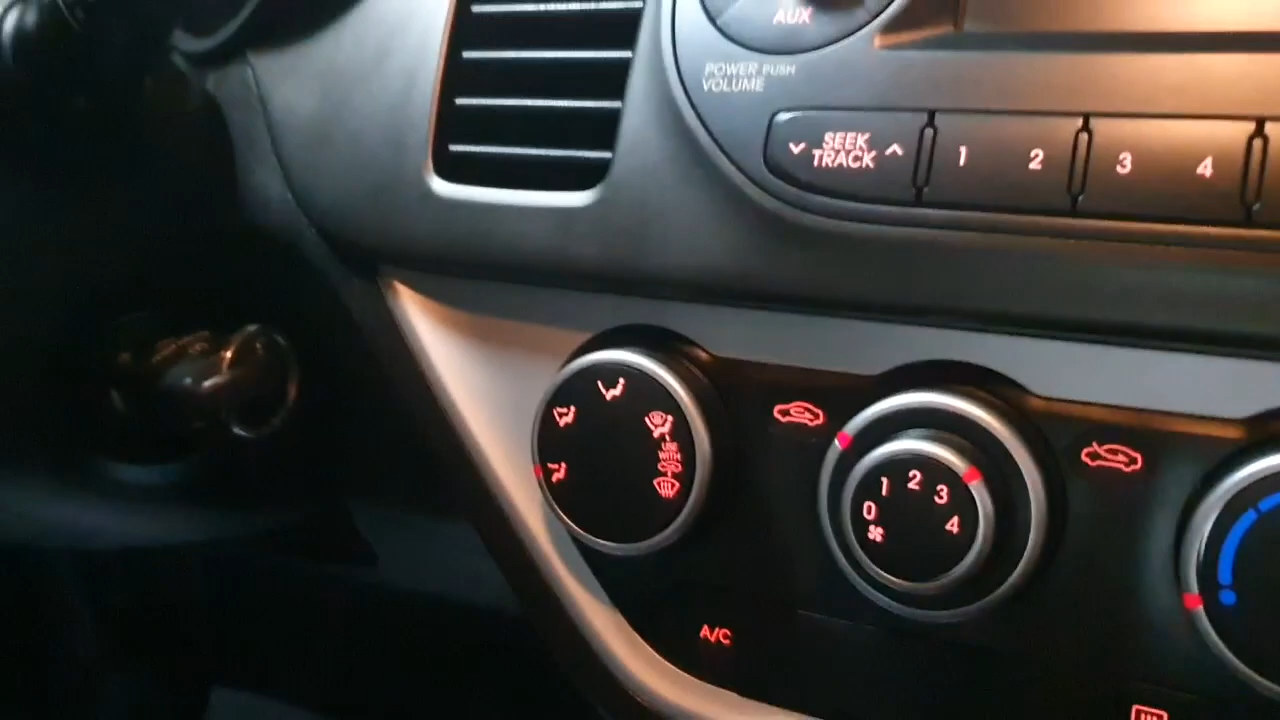 AUX
POWER PUSH
VOLUME
SEEK
TRACK
1 2 3 4
USE
WITH
0 1 2 3 4
A/C